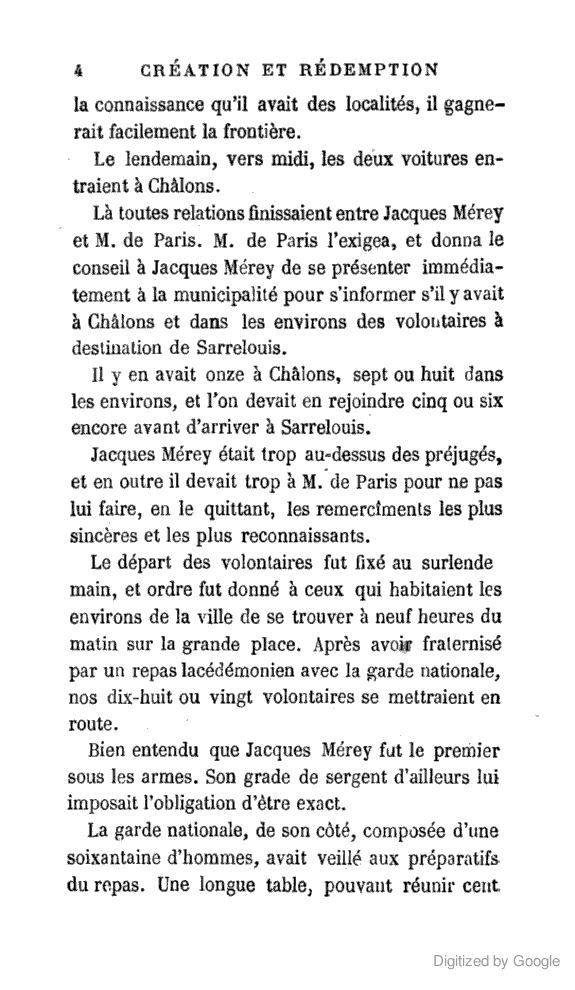 4 CRÉATION ET RÉDEMPTION
la connaissance qu'il avait des localités, il gagne-
rait facilement la frontière.
Le lendemain, vers midi, les deux voitures en-
traient à Châlons.
Là toutes relations finissaient entre Jacques Mérey
et M. de Paris. M. de Paris l'exigea, et donna le
conseil à Jacques Mérey de se présenter immédia-
tement à la municipalité pour s'informer s'il y avait
à Châlons et dans les environs des volontaires à
destination de Sarrelouis.
Il y en avait onze à Châlons, sept ou huit dans
les environs, et l'on devait en rejoindre cinq ou six
encore avant d'arriver à Sarrelouis.
Jacques Mérey était trop au-dessus des préjugés,
et en outre il devait trop à M. de Paris pour ne pas
lui faire, en le quittant, les remercîments les plus
sincères et les plus reconnaissants.
Le départ des volontaires fut fixé au surlende
main, et ordre fut donné à ceux qui habitaient les
environs de la ville de se trouver à neuf heures du
matin sur la grande place. Après avoir fraternisé
par un repas lacédémonien avec la garde nationale,
nos dix-huit ou vingt volontaires se mettraient en
route.
Bien entendu que Jacques Mérey fut le premier
sous les armes. Son grade de sergent d'ailleurs lui
imposait l'obligation d'être exact.
La garde nationale, de son côté, composée d'une
soixantaine d'hommes, avait veillé aux préparatifs
du repas. Une longue table, pouvant réunir cent
Digitized by Google